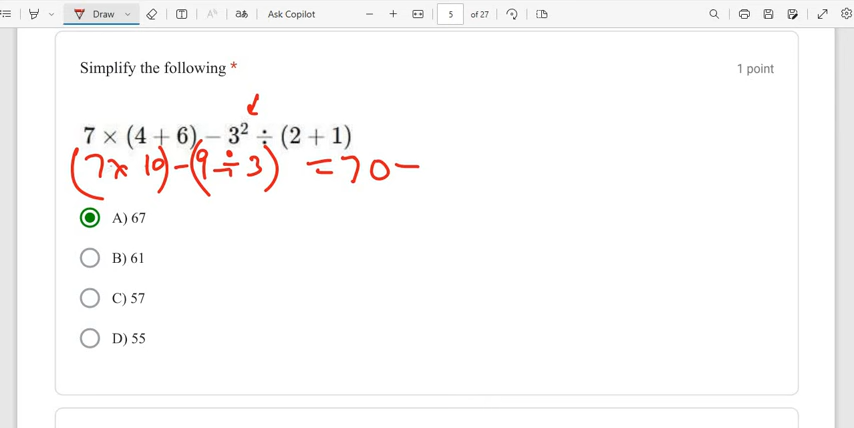 Draw
Ask Copilot
5 of 27
Simplify the following *
1 point
7 × (4 + 6) − 3² ÷ (2 + 1)
(7 × 10) − (9 ÷ 3) = 70 −
A) 67
B) 61
C) 57
D) 55